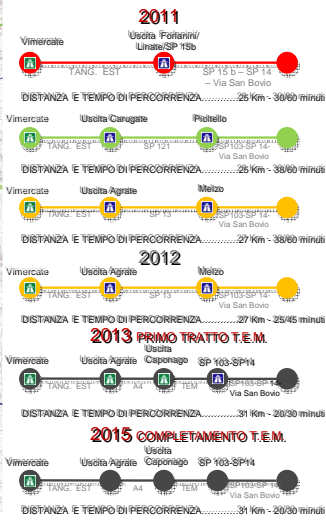 2011
Vimercate
Uscita Forlanini/
Linate/SP 15b
TANG. EST
SP 15 b – SP 14
– Via San Bovio
DISTANZA E TEMPO DI PERCORRENZA...........25 Km - 30/60 minuti
Vimercate Uscita Carugate Pioltello
TANG. EST SP 121 SP103-SP14-
Via San Bovio
DISTANZA E TEMPO DI PERCORRENZA...........25 Km - 38/60 minuti
Vimercate Uscita Agrate Melzo
TANG. EST SP 13 SP103-SP 14-
Via San Bovio
DISTANZA E TEMPO DI PERCORRENZA...........27 Km - 38/60 minuti
2012
Vimercate Uscita Agrate Melzo
TANG. EST SP 13 SP103-SP 14-
Via San Bovio
DISTANZA E TEMPO DI PERCORRENZA...........27 Km - 25/45 minuti
2013 PRIMO TRATTO T.E.M.
Vimercate Uscita Agrate Uscita
Caponago SP 103-SP14
TANG. EST A4 TEM SP103-SP 14-
Via San Bovio
DISTANZA E TEMPO DI PERCORRENZA...........31 Km - 20/30 minuti
2015 COMPLETAMENTO T.E.M.
Vimercate Uscita Agrate Uscita
Caponago SP 103-SP14
TANG. EST A4 TEM SP103-SP 14-
Via San Bovio
DISTANZA E TEMPO DI PERCORRENZA...........31 Km - 20/30 minuti